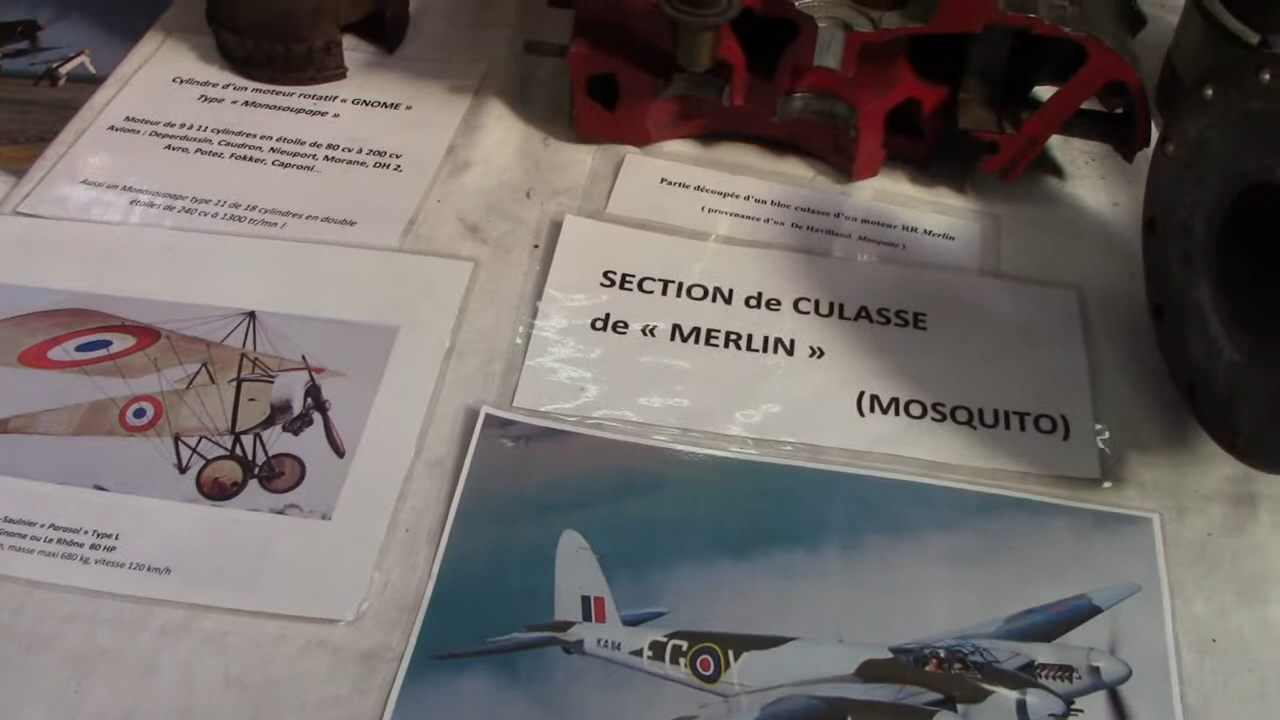 Cylindre d'un moteur rotatif « GNOME »
Type « Monosoupape »
Moteur de 9 à 11 cylindres en étoile de 80 cv à 200 cv
Avions : Deperdussin, Caudron, Nieuport, Morane, DH 2,
Avro, Potez, Fokker, Caproni...
Aussi un Monosoupape type 11 de 18 cylindres en double
étoiles de 240 cv à 1300 tr/mn !
Partie découpée d'un bloc culasse d'un moteur RR Merlin
( provenance d'un De Havilland Mosquito )
SECTION de CULASSE
de « MERLIN »
(MOSQUITO)
-Saulnier « Parasol » Type L
Gnome ou Le Rhône 80 HP
, masse maxi 680 kg, vitesse 120 km/h
KA114
EG Y